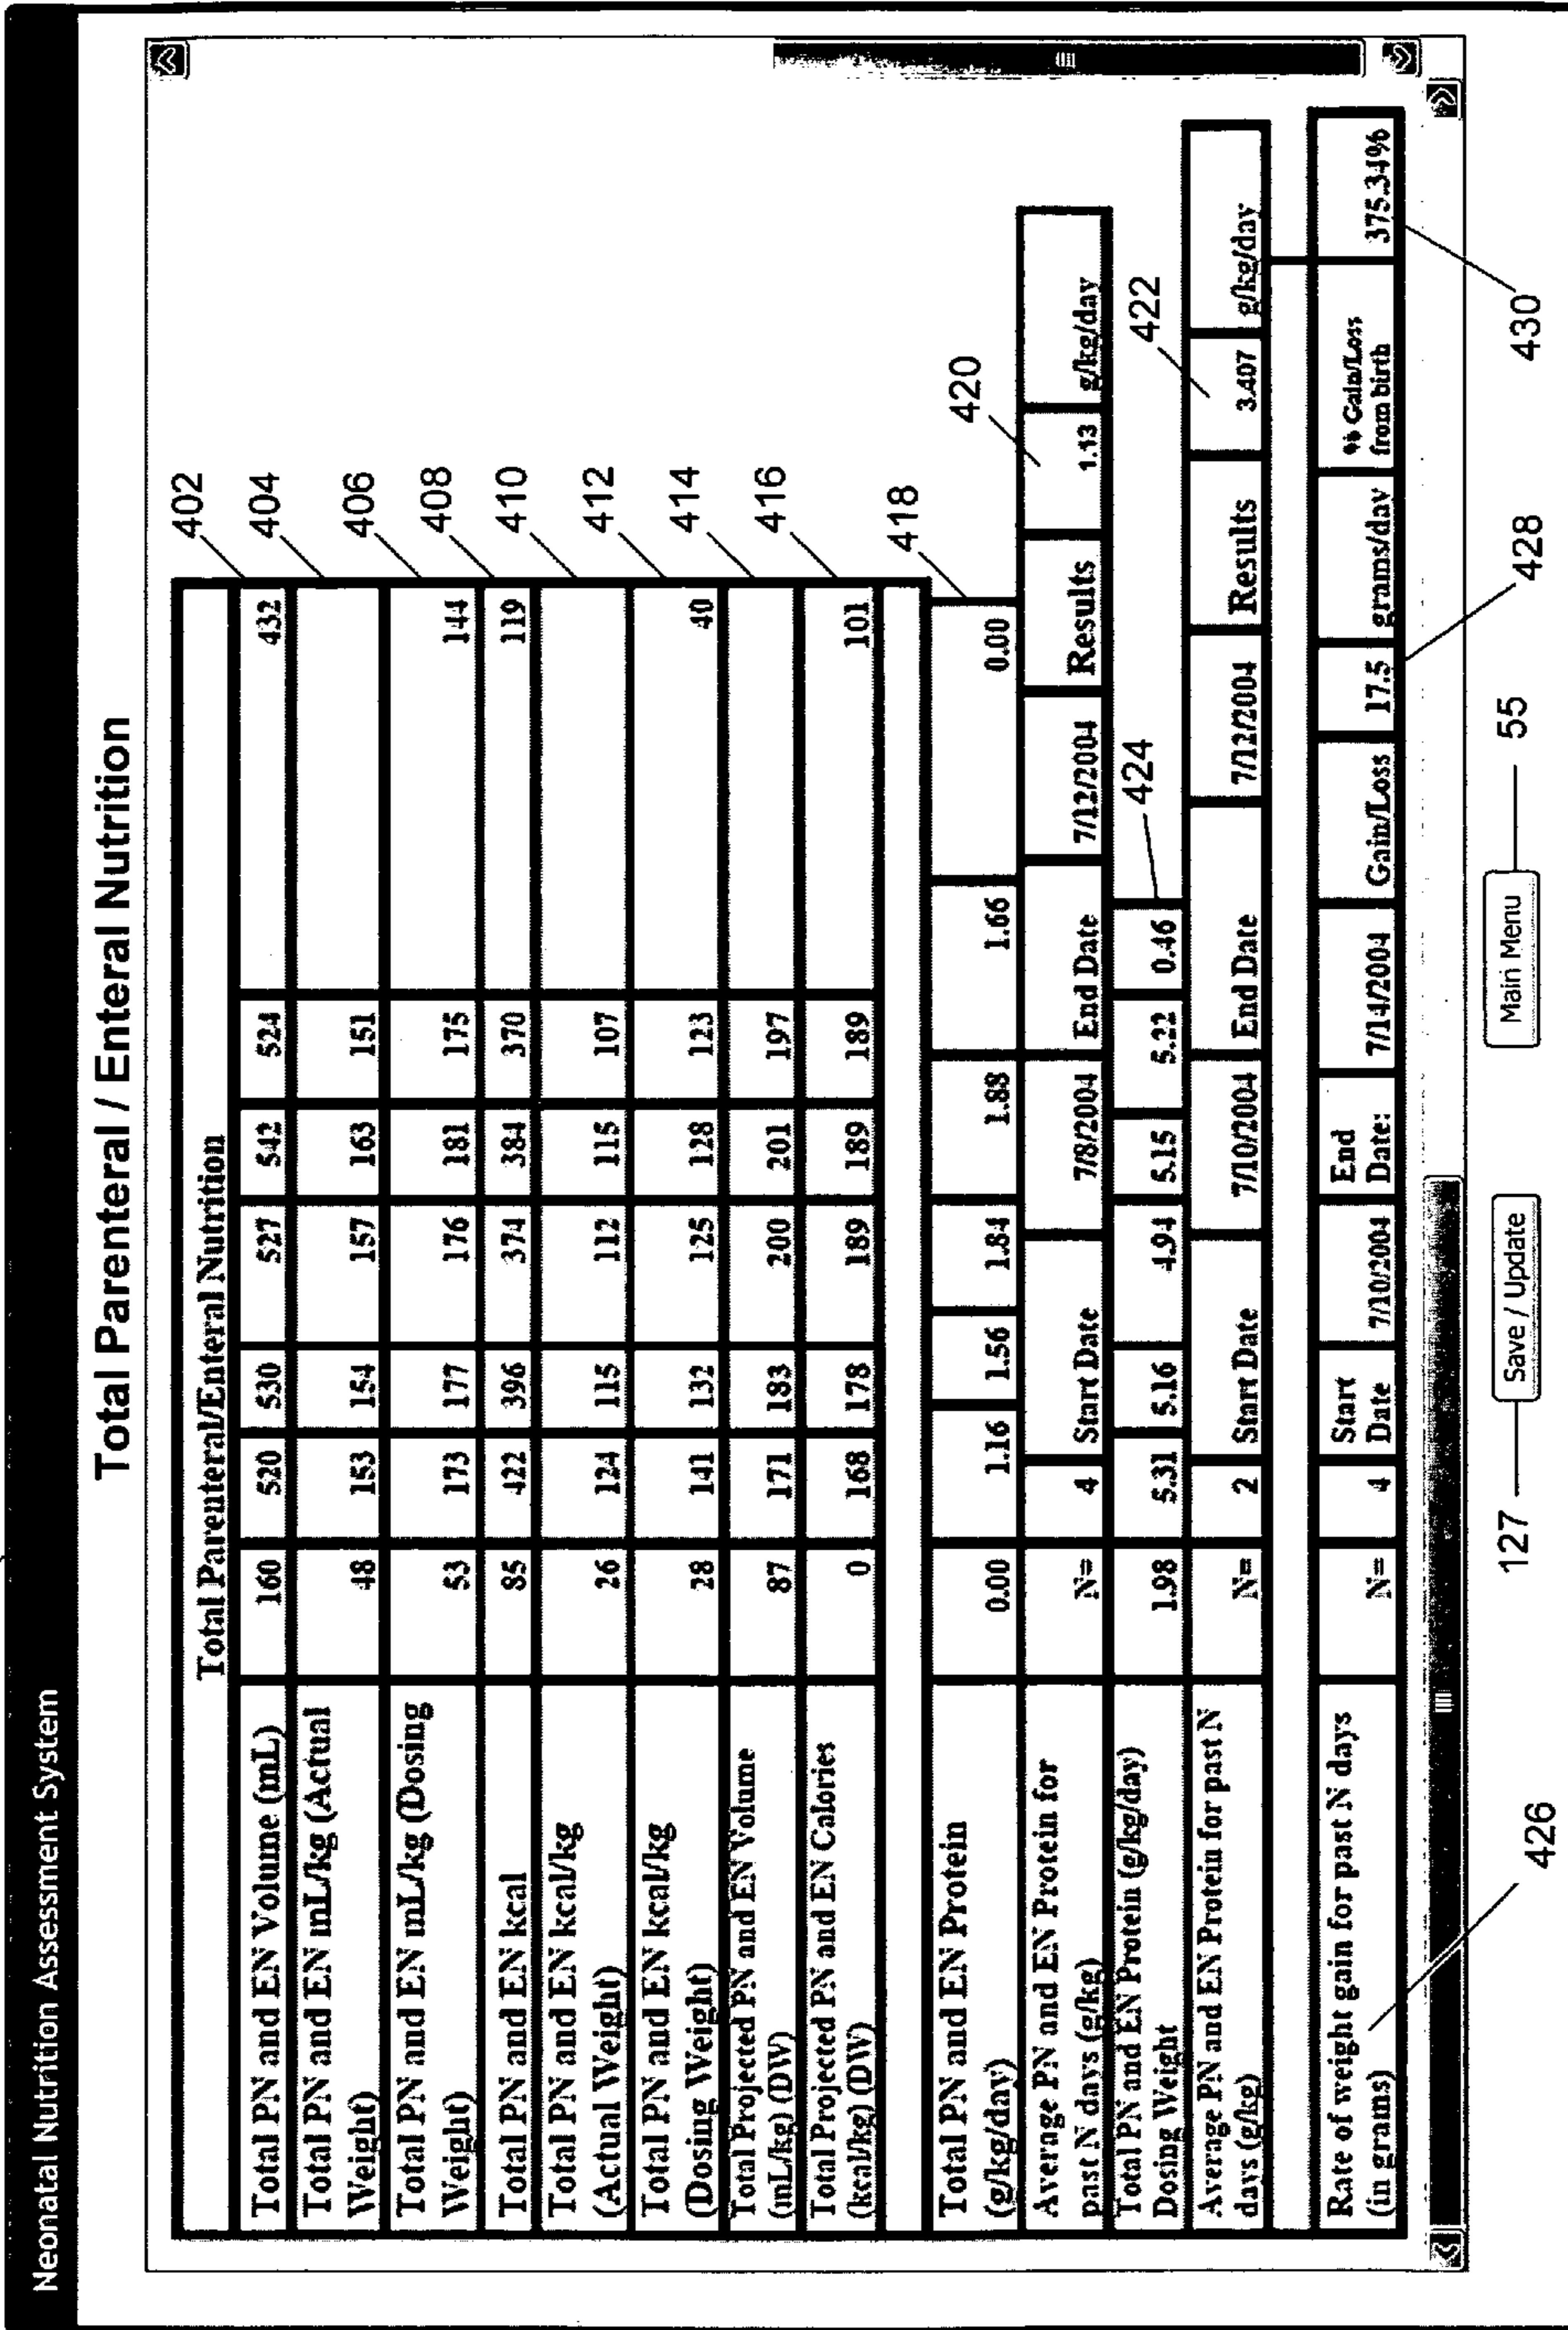 Neonatal Nutrition Assessment System
Total Parenteral / Enteral Nutrition
Total Parenteral/Enteral Nutrition
Total PN and EN Volume (mL) 160 520 530 527 542 524 432 402
Total PN and EN mL/kg (Actual
Weight) 48 153 154 157 163 151 404
Total PN and EN mL/kg (Dosing
Weight) 53 173 177 176 181 175 144 406
Total PN and EN kcal 85 422 396 374 384 370 119 408
Total PN and EN kcal/kg
(Actual Weight) 26 124 115 112 115 107 410
Total PN and EN kcal/kg
(Dosing Weight) 28 141 132 125 128 123 40 412
Total Projected PN and EN Volume
(mL/kg) (DW) 87 171 183 200 201 197 414
Total Projected PN and EN Calories
(kcal/kg) (DW) 0 168 178 189 189 189 101 416
Total PN and EN Protein
(g/kg/day) 0.00 1.16 1.56 1.84 1.88 1.66 0.00 418
Average PN and EN Protein for
past N days (g/kg) N= 4 Start Date 7/8/2004 End Date 7/12/2004 Results 1.13 g/kg/day 420
Total PN and EN Protein (g/kg/day)
Dosing Weight 1.98 5.31 5.16 4.94 5.15 5.22 0.46 424
Average PN and EN Protein for past N
days (g/kg) N= 2 Start Date 7/10/2004 End Date 7/12/2004 Results 3.407 g/kg/day 422
Rate of weight gain for past N days
(in grams) N= 4 Start
Date 7/10/2004 End
Date: 7/14/2004 Gain/Loss 17.5 grams/day % Gain/Loss
from birth 375.34%
426 428 430
127 Save / Update Main Menu 55